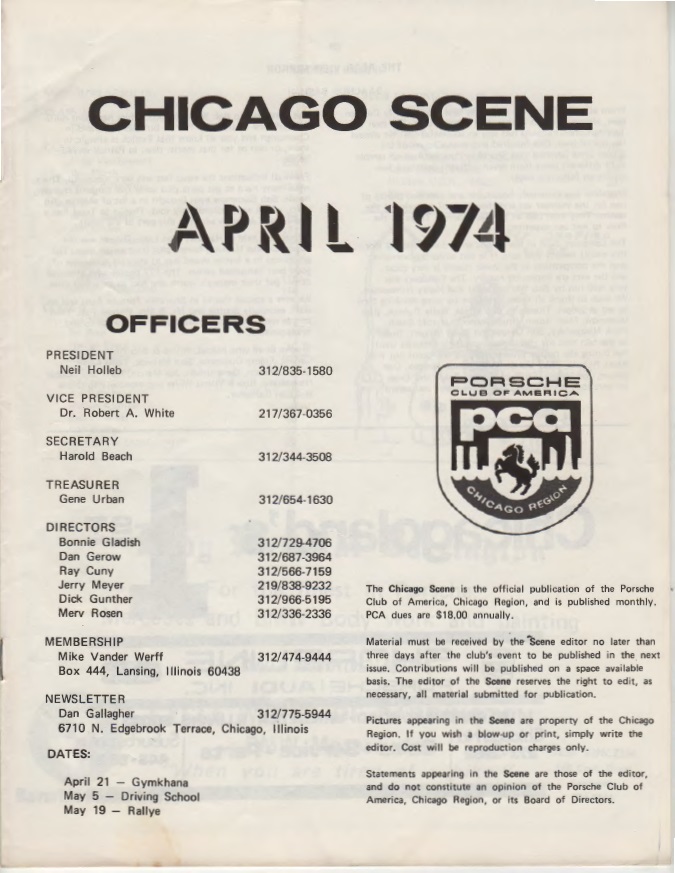 CHICAGO SCENE
APRIL 1974
OFFICERS
PRESIDENT
Neil Holleb 312/835-1580
VICE PRESIDENT
Dr. Robert A. White 217/367-0356
SECRETARY
Harold Beach 312/344-3508
TREASURER
Gene Urban 312/654-1630
DIRECTORS
Bonnie Gladish 312/729-4706
Dan Gerow 312/687-3964
Ray Cuny 312/566-7159
Jerry Meyer 219/838-9232
Dick Gunther 312/966-5195
Merv Rosen 312/336-2336
MEMBERSHIP
Mike Vander Werff 312/474-9444
Box 444, Lansing, Illinois 60438
NEWSLETTER
Dan Gallagher 312/775-5944
6710 N. Edgebrook Terrace, Chicago, Illinois
DATES:
April 21 — Gymkhana
May 5 — Driving School
May 19 — Rallye
PORSCHE
CLUB OF AMERICA
pca
CHICAGO REGION
The Chicago Scene is the official publication of the Porsche
Club of America, Chicago Region, and is published monthly.
PCA dues are $18.00 annually.
Material must be received by the Scene editor no later than
three days after the club's event to be published in the next
issue. Contributions will be published on a space available
basis. The editor of the Scene reserves the right to edit, as
necessary, all material submitted for publication.
Pictures appearing in the Scene are property of the Chicago
Region. If you wish a blow-up or print, simply write the
editor. Cost will be reproduction charges only.
Statements appearing in the Scene are those of the editor,
and do not constitute an opinion of the Porsche Club of
America, Chicago Region, or its Board of Directors.